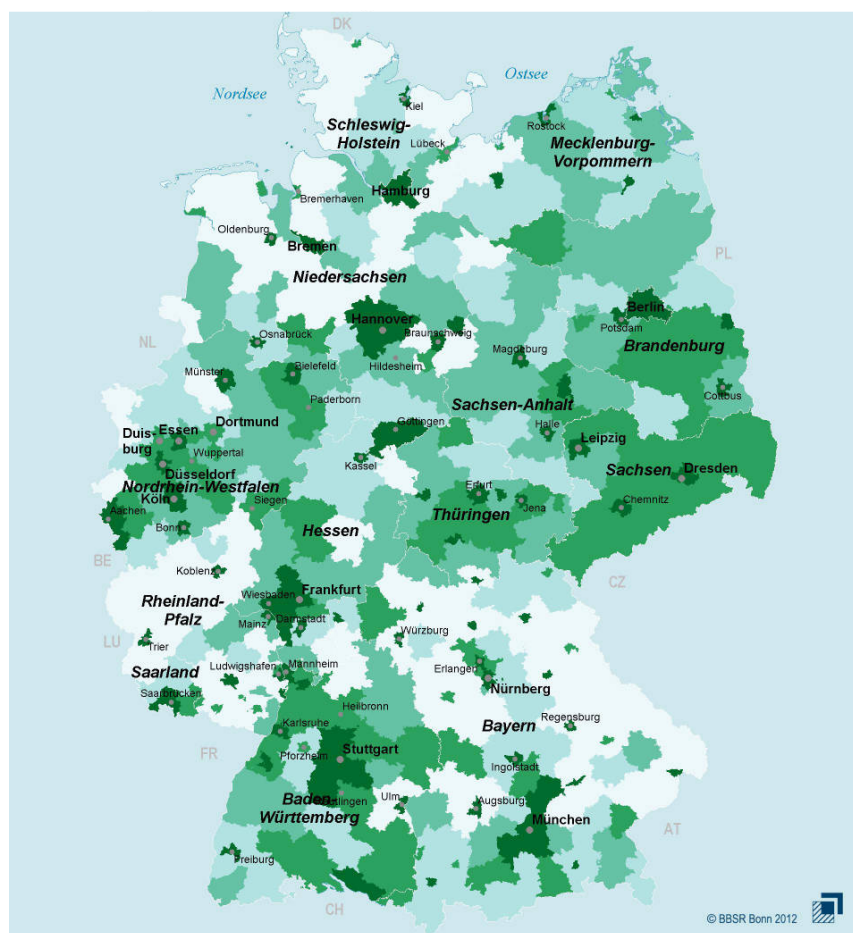 DK
Ostsee
Nordsee
Kiel
Schleswig-
Holstein
Rostock
Mecklenburg-
Vorpommern
Lübeck
Hamburg
Bremerhaven
Oldenburg
Bremen
PL
Niedersachsen
Berlin
Hannover
Potsdam
Osnabrück
Braunschweig
Brandenburg
NL
Magdeburg
Hildesheim
Münster
Bielefeld
Cottbus
Paderborn
Sachsen-Anhalt
Dortmund
Göttingen
Essen
Duis-
burg
Halle
Leipzig
Wuppertal
Kassel
Düsseldorf
Sachsen
Dresden
Nordrhein-Westfalen
Erfurt
Köln
Siegen
Jena
Chemnitz
Aachen
Thüringen
Bonn
Hessen
BE
Koblenz
CZ
Wiesbaden
Frankfurt
Rheinland-
Pfalz
Mainz
Darmstadt
Würzburg
LU
Trier
Ludwigshafen
Mannheim
Erlangen
Saarland
Nürnberg
Saarbrücken
Heilbronn
Regensburg
Karlsruhe
Bayern
FR
Pforzheim
Stuttgart
Ingolstadt
Baden-
Württemberg
Ulm
Augsburg
München
AT
Freiburg
CH
© BBSR Bonn 2012